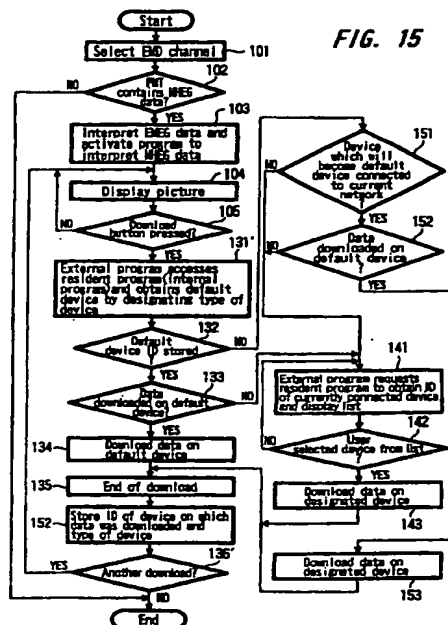 FIG. 15
Start
Select EMD channel
101
102
PMT
contains MHEG
data?
NO
YES
103
Interpret EMEG data and
activate program to
interpret MHEG data
Display picture
104
105
Download
button pressed?
NO
YES
131'
External program accesses
resident program(internal
program)and obtains default
device by designating type of
device
132
Default
device ID stored
NO
YES
133
Data
downloaded on default
device?
NO
YES
134
Download data on
default device
135
End of download
152
Store ID of device on which
data was downloaded and
type of device
136'
Another download?
YES
NO
End
151
Device
which will
become default
device connected
to current
network
?
NO
YES
152
Data
downloaded on
default device
?
NO
YES
141
External program requests
resident program to obtain ID
of currently connected device
and display list
142
User
selected device from list
?
NO
YES
Download data on
designated device
143
Download data on
designated device
153